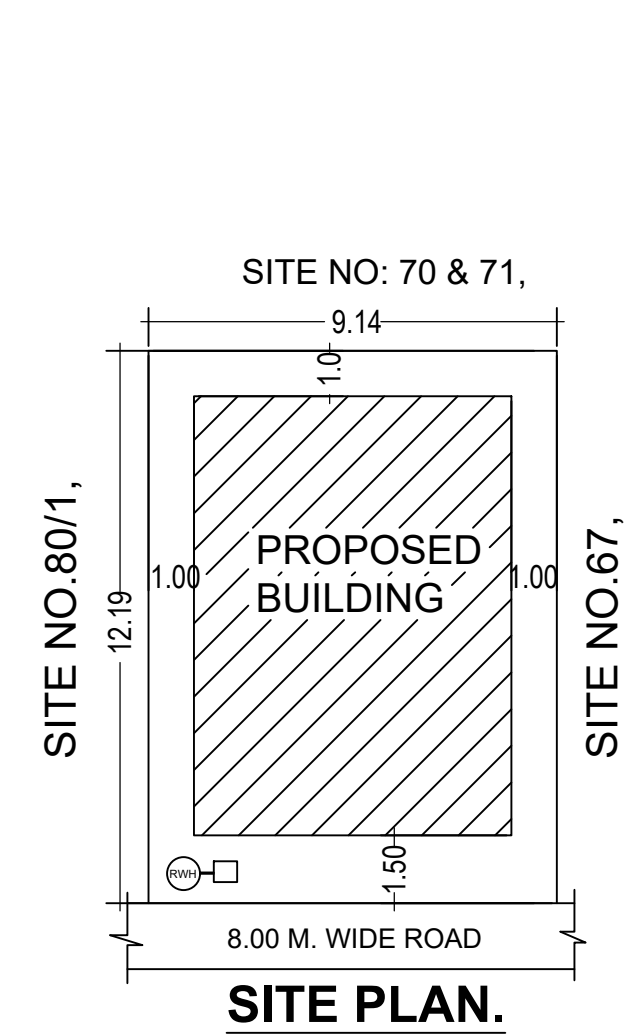 SITE NO: 70 & 71,
9.14
1.0
SITE NO.80/1,
12.19
1.00
PROPOSED
BUILDING
1.00
SITE NO.67,
RWH
1.50
8.00 M. WIDE ROAD
SITE PLAN.